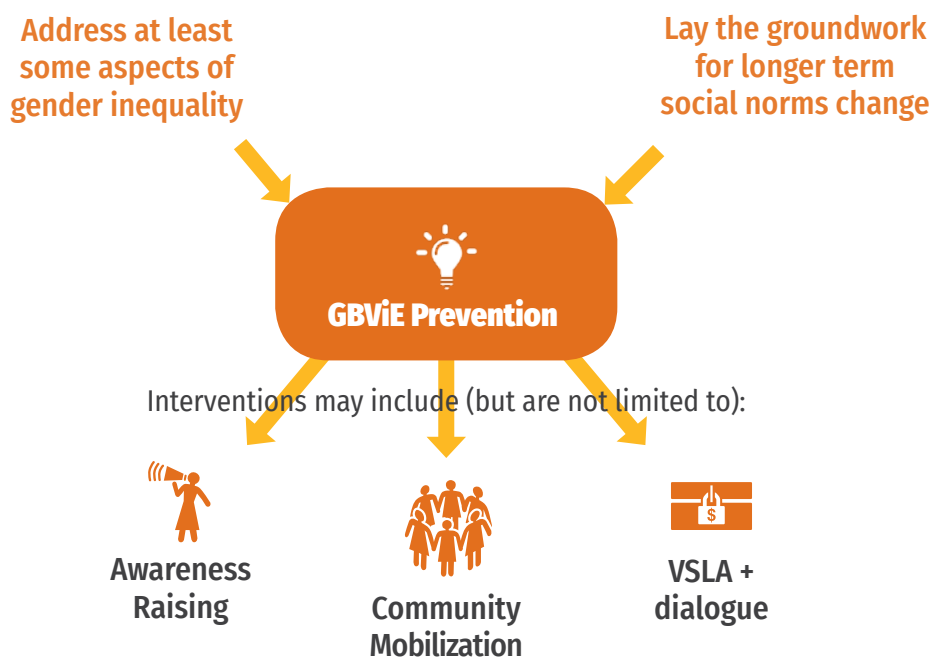 Address at least
some aspects of
gender inequality
Lay the groundwork
for longer term
social norms change
GBViE Prevention
Interventions may include (but are not limited to):
$
Awareness
Raising
Community
Mobilization
VSLA +
dialogue